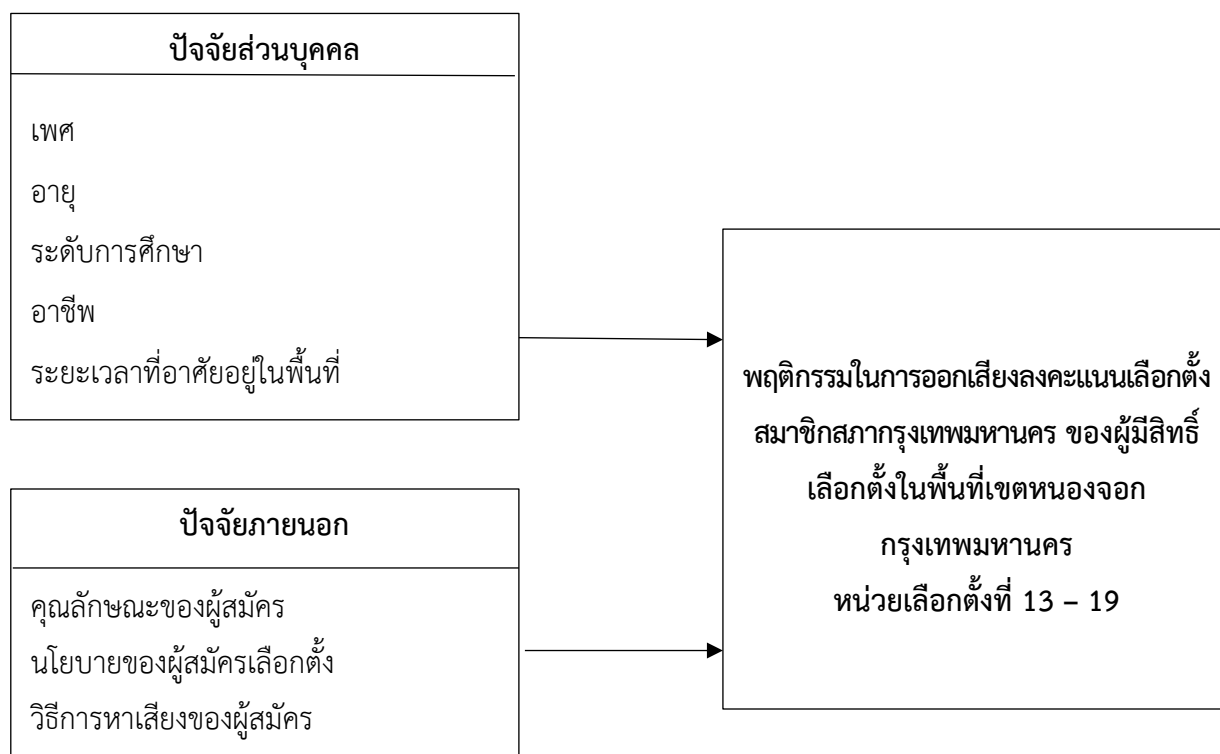 ปัจจัยส่วนบุคคล
เพศ
อายุ
ระดับการศึกษา
อาชีพ
ระยะเวลาที่อาศัยอยู่ในพื้นที่
ปัจจัยภายนอก
คุณลักษณะของผู้สมัคร
นโยบายของผู้สมัครเลือกตั้ง
วิธีการหาเสียงของผู้สมัคร
พฤติกรรมในการออกเสียงลงคะแนนเลือกตั้ง
สมาชิกสภากรุงเทพมหานคร ของผู้มีสิทธิ์
เลือกตั้งในพื้นที่เขตหนองจอก
กรุงเทพมหานคร
หน่วยเลือกตั้งที่ 13 – 19